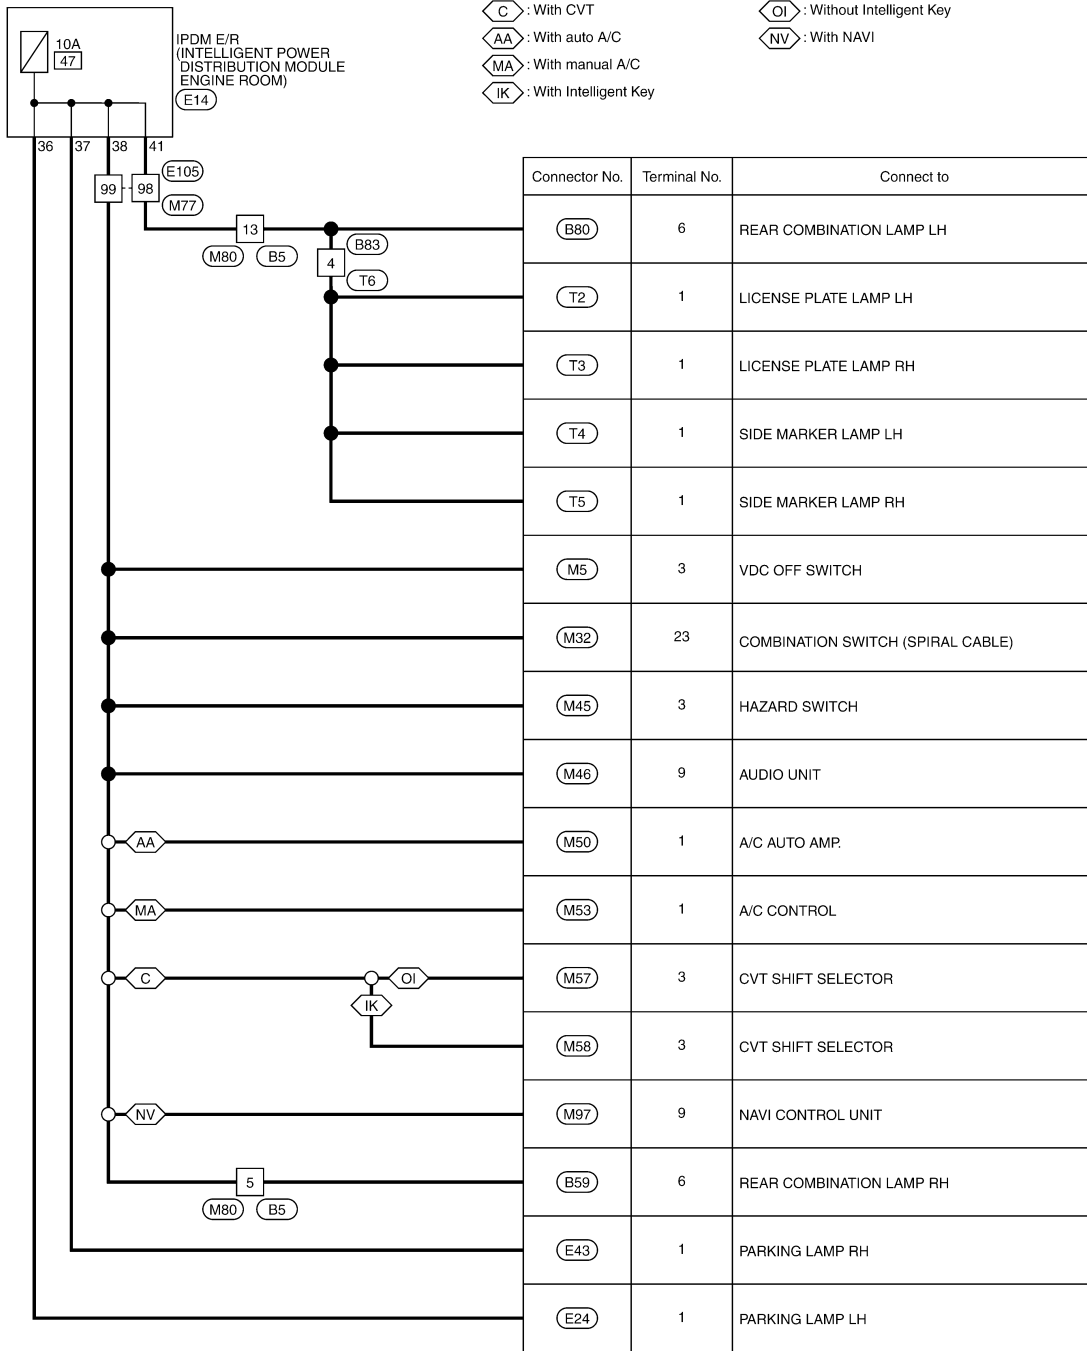 10A
47
IPDM E/R
(INTELLIGENT POWER
DISTRIBUTION MODULE
ENGINE ROOM)
E14
C : With CVT
AA : With auto A/C
MA : With manual A/C
IK : With Intelligent Key
OI : Without Intelligent Key
NV : With NAVI
36 37 38 41
99 98 E105
M77
13
M80 B5
B83
4
T6
Connector No. Terminal No. Connect to
B80 6 REAR COMBINATION LAMP LH
T2 1 LICENSE PLATE LAMP LH
T3 1 LICENSE PLATE LAMP RH
T4 1 SIDE MARKER LAMP LH
T5 1 SIDE MARKER LAMP RH
M5 3 VDC OFF SWITCH
M32 23 COMBINATION SWITCH (SPIRAL CABLE)
M45 3 HAZARD SWITCH
M46 9 AUDIO UNIT
AA M50 1 A/C AUTO AMP.
MA M53 1 A/C CONTROL
C OI M57 3 CVT SHIFT SELECTOR
IK
M58 3 CVT SHIFT SELECTOR
NV M97 9 NAVI CONTROL UNIT
5 B59 6 REAR COMBINATION LAMP RH
M80 B5
E43 1 PARKING LAMP RH
E24 1 PARKING LAMP LH